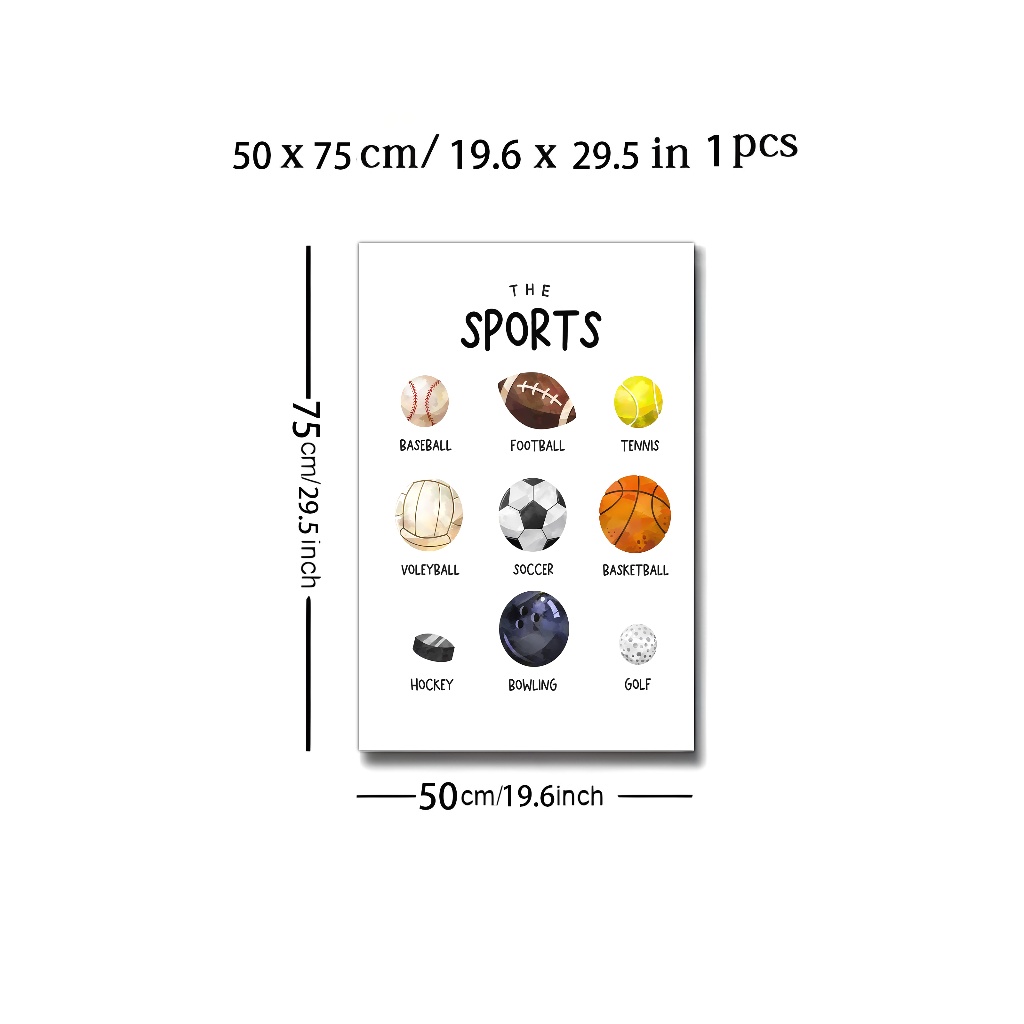 50 x 75 cm/ 19.6 x 29.5 in 1 pcs
THE
SPORTS
BASEBALL FOOTBALL TENNIS
VOLEYBALL SOCCER BASKETBALL
HOCKEY BOWLING GOLF
75cm/29.5inch
50cm/19.6inch